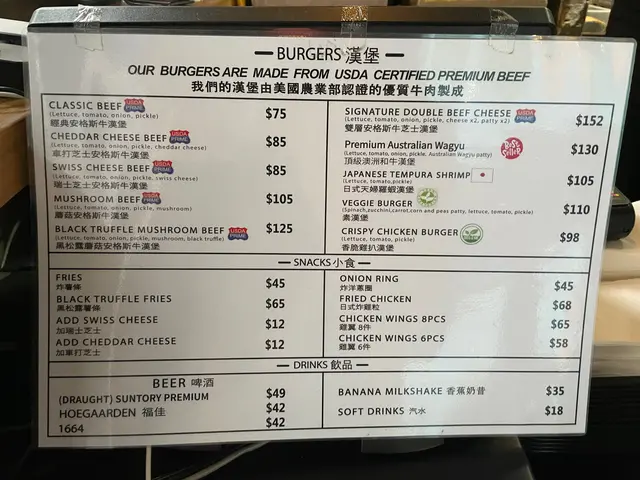 BURGERS 漢堡
OUR BURGERS ARE MADE FROM USDA CERTIFIED PREMIUM BEEF
我們的漢堡由美國農業部認證的優質牛肉製成
CLASSIC BEEF USDA PRIME $75
(Lettuce, tomato, onion, pickle)
經典安格斯牛漢堡
CHEDDAR CHEESE BEEF USDA PRIME $85
(Lettuce, tomato, onion, pickle, cheddar cheese)
車打芝士安格斯牛漢堡
SWISS CHEESE BEEF USDA PRIME $85
(Lettuce, tomato, onion, pickle, swiss cheese)
瑞士芝士安格斯牛漢堡
MUSHROOM BEEF USDA PRIME $105
(Lettuce, tomato, onion, pickle, mushroom)
蘑菇安格斯牛漢堡
BLACK TRUFFLE MUSHROOM BEEF USDA PRIME $125
(Lettuce, tomato, onion, pickle, mushroom, black truffle)
黑松露蘑菇安格斯牛漢堡
SIGNATURE DOUBLE BEEF CHEESE USDA PRIME $152
(Lettuce, tomato, onion, pickle, cheese x2, patty x2)
雙層安格斯牛芝士漢堡
Premium Australian Wagyu Best Seller $130
(Lettuce, tomato, onion, pickle, Australian Wagyu patty)
頂級澳洲和牛漢堡
JAPANESE TEMPURA SHRIMP $105
(Lettuce, tomato, pickle)
日式天婦羅蝦漢堡
VEGGIE BURGER $110
(Spinach,zucchini,carrot,corn and peas patty, lettuce, tomato, pickle)
素漢堡
CRISPY CHICKEN BURGER $98
(Lettuce, tomato)
香脆雞扒漢堡
SNACKS 小食
FRIES $45
炸薯條
BLACK TRUFFLE FRIES $65
黑松露薯條
ADD SWISS CHEESE $12
加瑞士芝士
ADD CHEDDAR CHEESE $12
加車打芝士
ONION RING $45
炸洋蔥圈
FRIED CHICKEN $68
日式炸雞粒
CHICKEN WINGS 8PCS $65
雞翼 8件
CHICKEN WINGS 6PCS $58
雞翼 6件
DRINKS 飲品
BEER 啤酒
(DRAUGHT) SUNTORY PREMIUM $49
HOEGAARDEN 福佳 $42
1664 $42
BANANA MILKSHAKE 香蕉奶昔 $35
SOFT DRINKS 汽水 $18